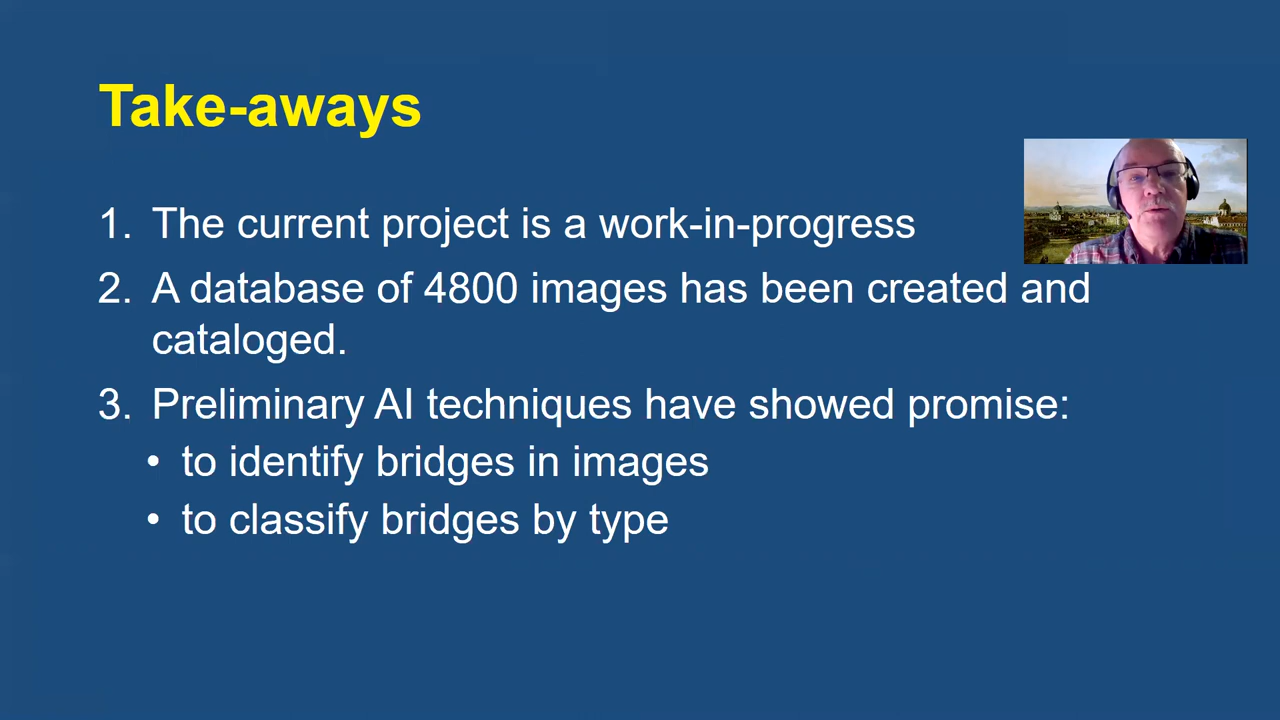 Take-aways
1. The current project is a work-in-progress
2. A database of 4800 images has been created and
cataloged.
3. Preliminary AI techniques have showed promise:
• to identify bridges in images
• to classify bridges by type